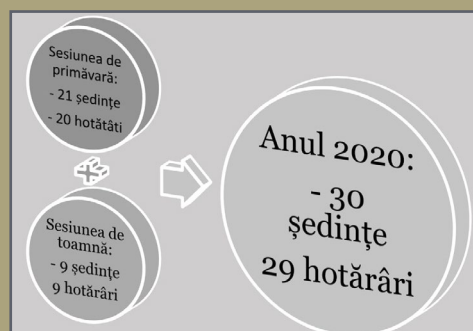 Sesiunea de
primăvară:
- 21 ședințe
- 20 hotătâti
+
Sesiunea de
toamnă:
- 9 ședințe
9 hotărâri
Anul 2020:
- 30
ședințe
29 hotărâri